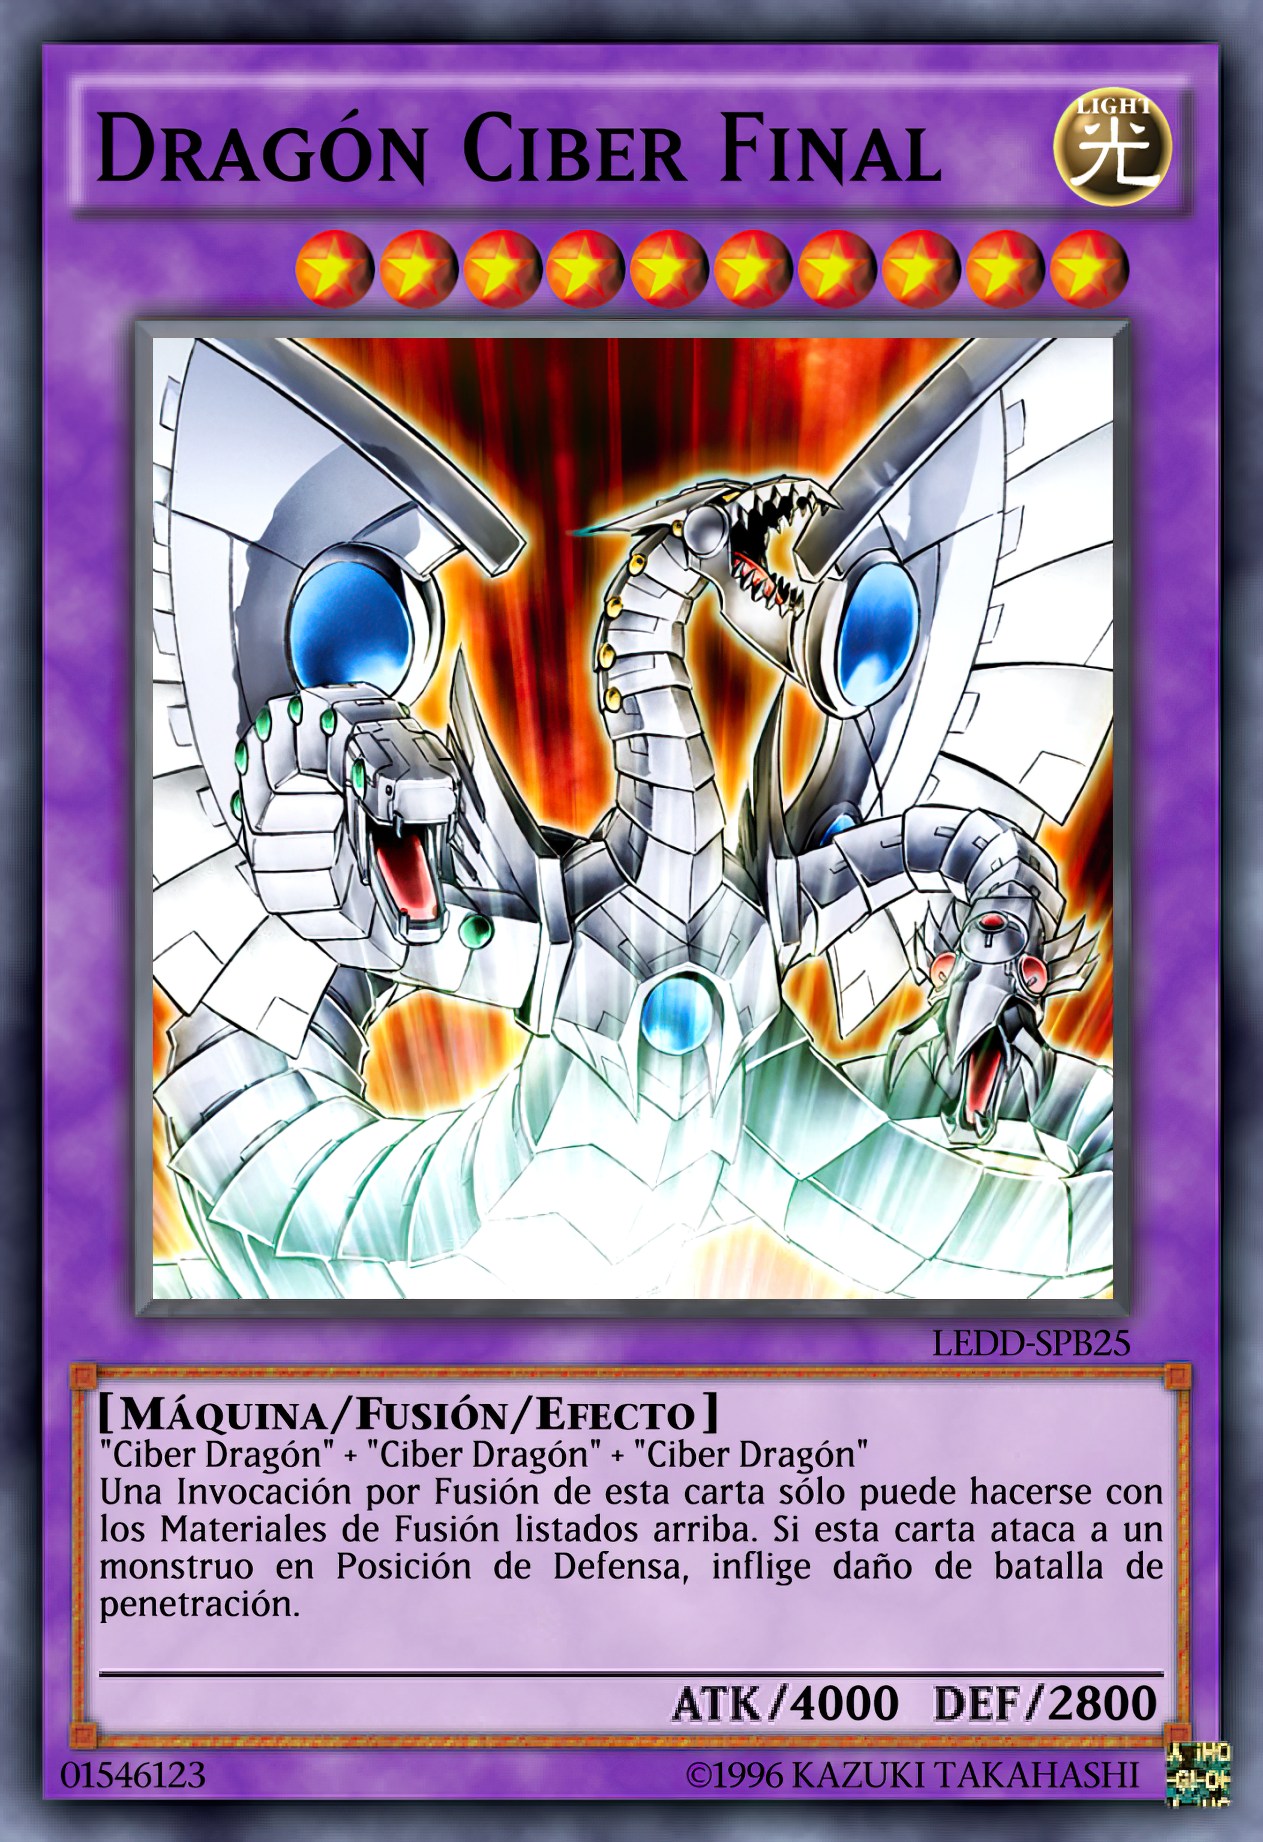 Dragón Ciber Final
LIGHT
光
LEDD-SPB25
[Máquina/Fusión/Efecto]
"Ciber Dragón" + "Ciber Dragón" + "Ciber Dragón"
Una Invocación por Fusión de esta carta sólo puede hacerse con
los Materiales de Fusión listados arriba. Si esta carta ataca a un
monstruo en Posición de Defensa, inflige daño de batalla de
penetración.
ATK/4000 DEF/2800
01546123
©1996 KAZUKI TAKAHASHI